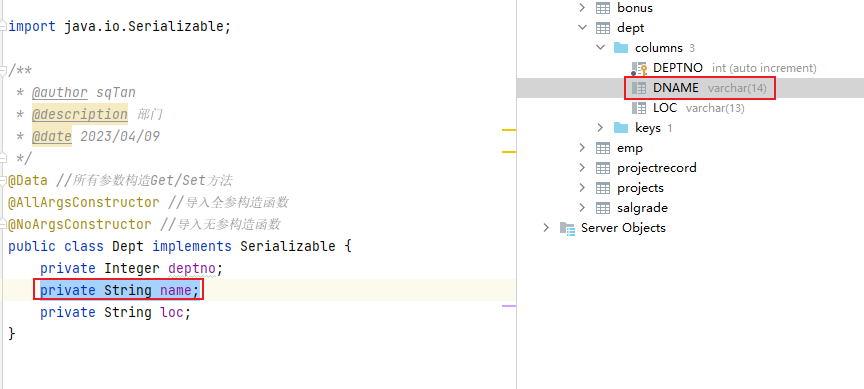 import java.io.Serializable;
/**
* @author sqTan
* @description 部门
* @date 2023/04/09
*/
@Data //所有参数构造Get/Set方法
@AllArgsConstructor //导入全参构造函数
@NoArgsConstructor //导入无参构造函数
public class Dept implements Serializable {
private Integer deptno;
private String name;
private String loc;
}
bonus
dept
columns 3
DEPTNO int (auto increment)
DNAME varchar(14)
LOC varchar(13)
keys 1
emp
projectrecord
projects
salgrade
Server Objects